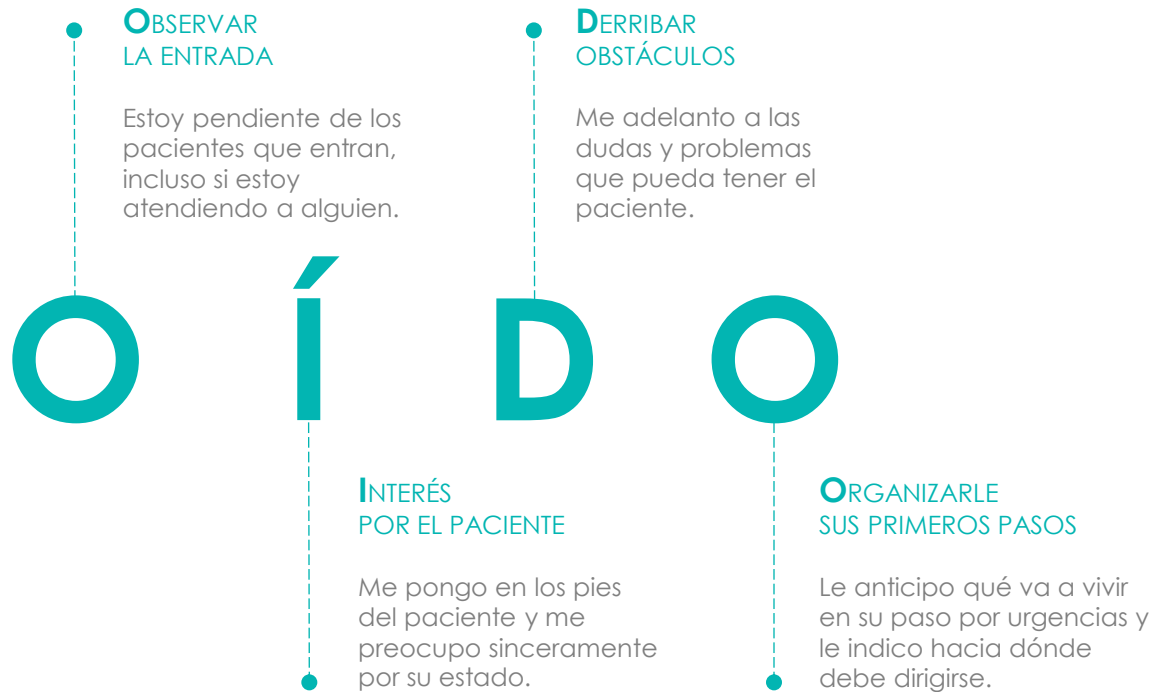 OBSERVAR
LA ENTRADA
Estoy pendiente de los
pacientes que entran,
incluso si estoy
atendiendo a alguien.
DERRIBAR
OBSTÁCULOS
Me adelanto a las
dudas y problemas
que pueda tener el
paciente.
O Í D O
INTERÉS
POR EL PACIENTE
Me pongo en los pies
del paciente y me
preocupo sinceramente
por su estado.
ORGANIZARLE
SUS PRIMEROS PASOS
Le anticipo qué va a vivir
en su paso por urgencias y
le indico hacia dónde
debe dirigirse.